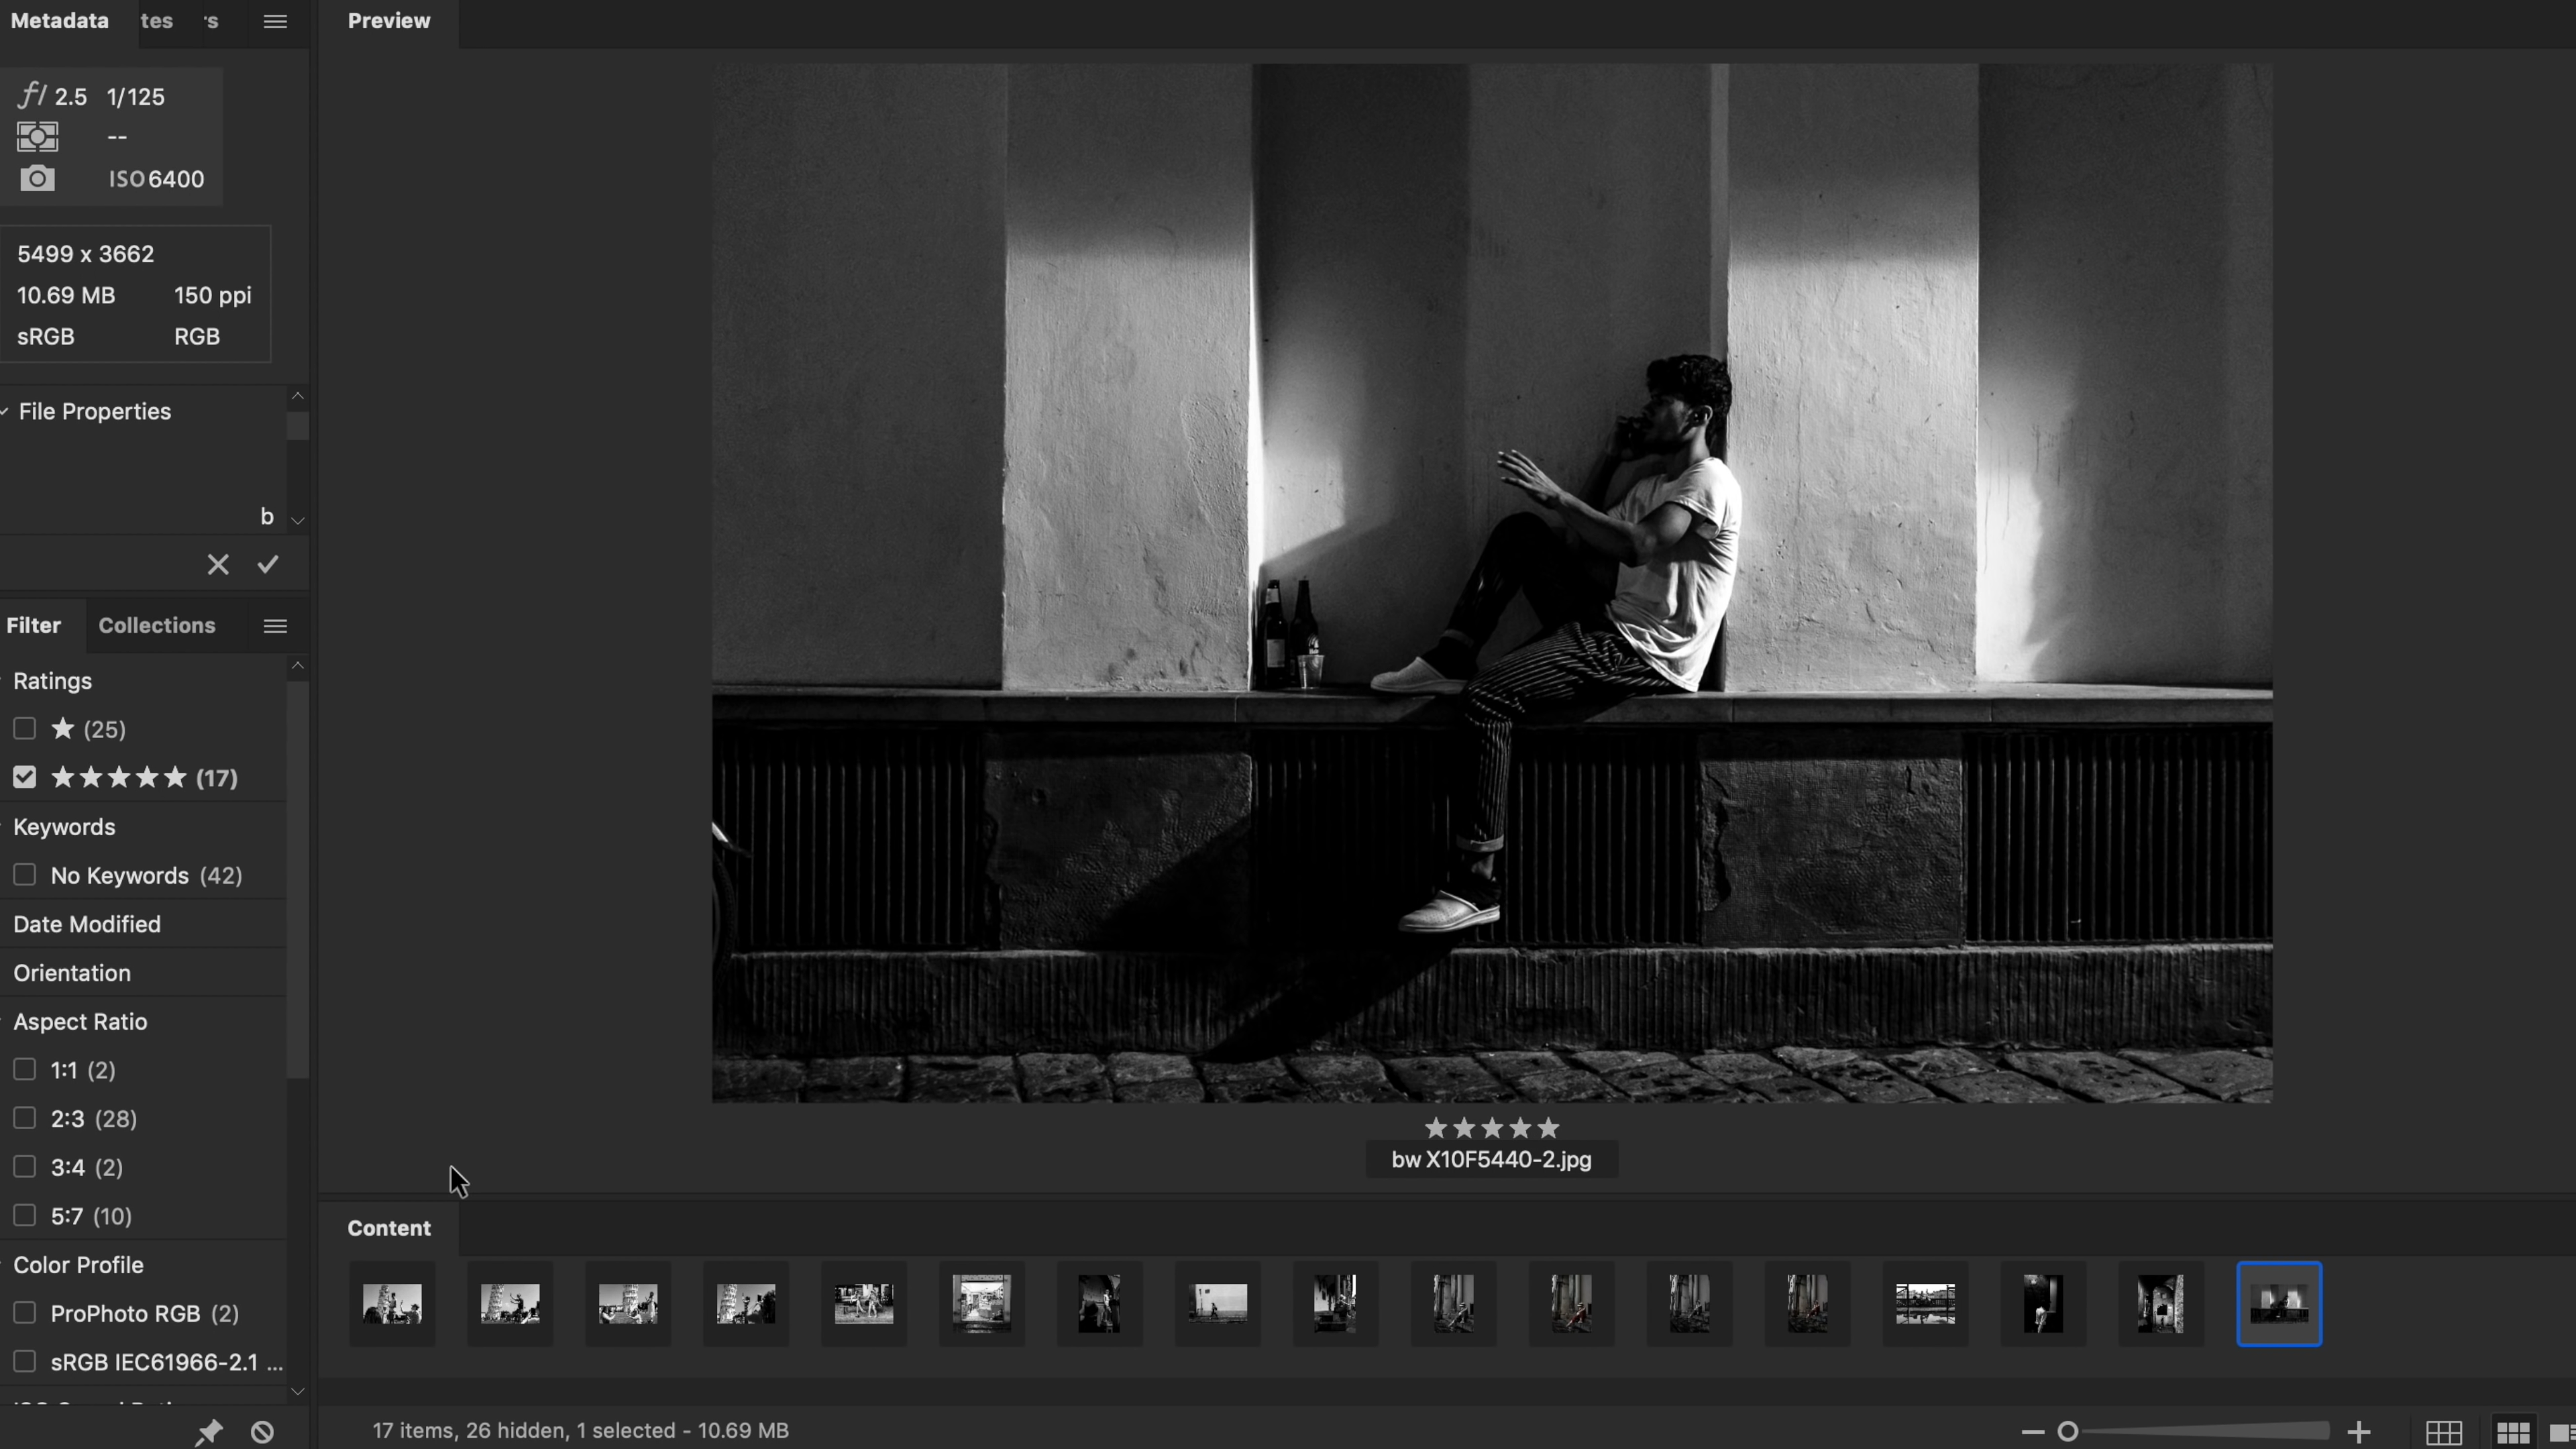 Metadata tes 's
Preview
f/ 2.5 1/125
--
ISO 6400
5499 x 3662
10.69 MB 150 ppi
sRGB RGB
File Properties
b
Filter Collections
Ratings
★ (25)
★★★★★ (17)
Keywords
No Keywords (42)
Date Modified
Orientation
Aspect Ratio
1:1 (2)
2:3 (28)
3:4 (2)
5:7 (10)
Color Profile
ProPhoto RGB (2)
sRGB IEC61966-2.1 ...
★★★★★
bw X10F5440-2.jpg
Content
17 items, 26 hidden, 1 selected - 10.69 MB